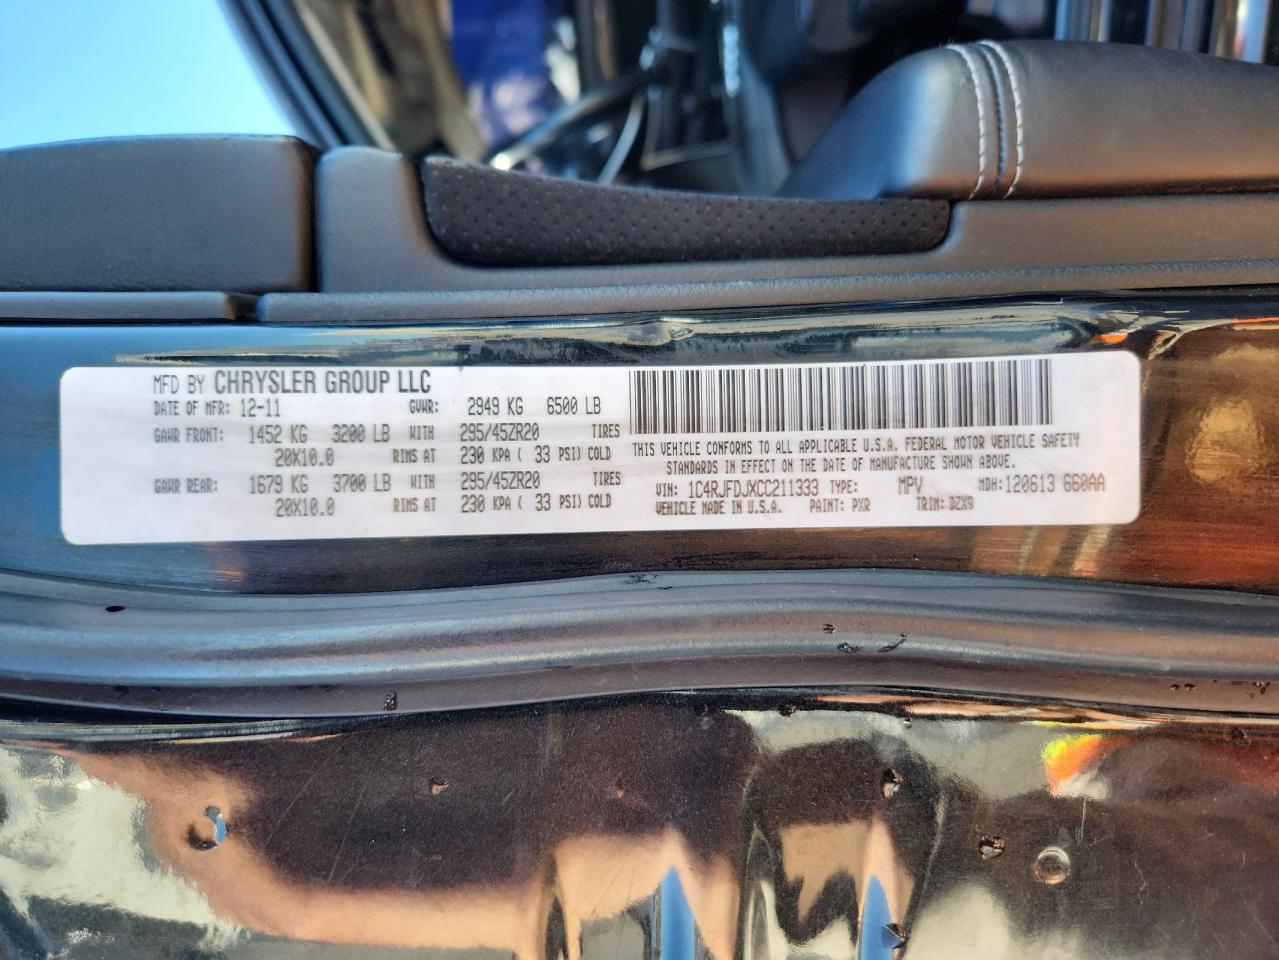 MFD BY CHRYSLER GROUP LLC
DATE OF MFR: 12-11 GVWR: 2949 KG 6500 LB
GAWR FRONT: 1452 KG 3200 LB WITH 295/45ZR20 TIRES
20X10.0 RIMS AT 230 KPA ( 33 PSI) COLD
GAWR REAR: 1679 KG 3700 LB WITH 295/45ZR20 TIRES
20X10.0 RIMS AT 230 KPA ( 33 PSI) COLD
THIS VEHICLE CONFORMS TO ALL APPLICABLE U.S.A. FEDERAL MOTOR VEHICLE SAFETY
STANDARDS IN EFFECT ON THE DATE OF MANUFACTURE SHOWN ABOVE.
VIN: 1C4RJFDJXCC211333 TYPE: MPV MDH:120613 660AA
VEHICLE MADE IN U.S.A. PAINT: PXR TRIM: DZX9